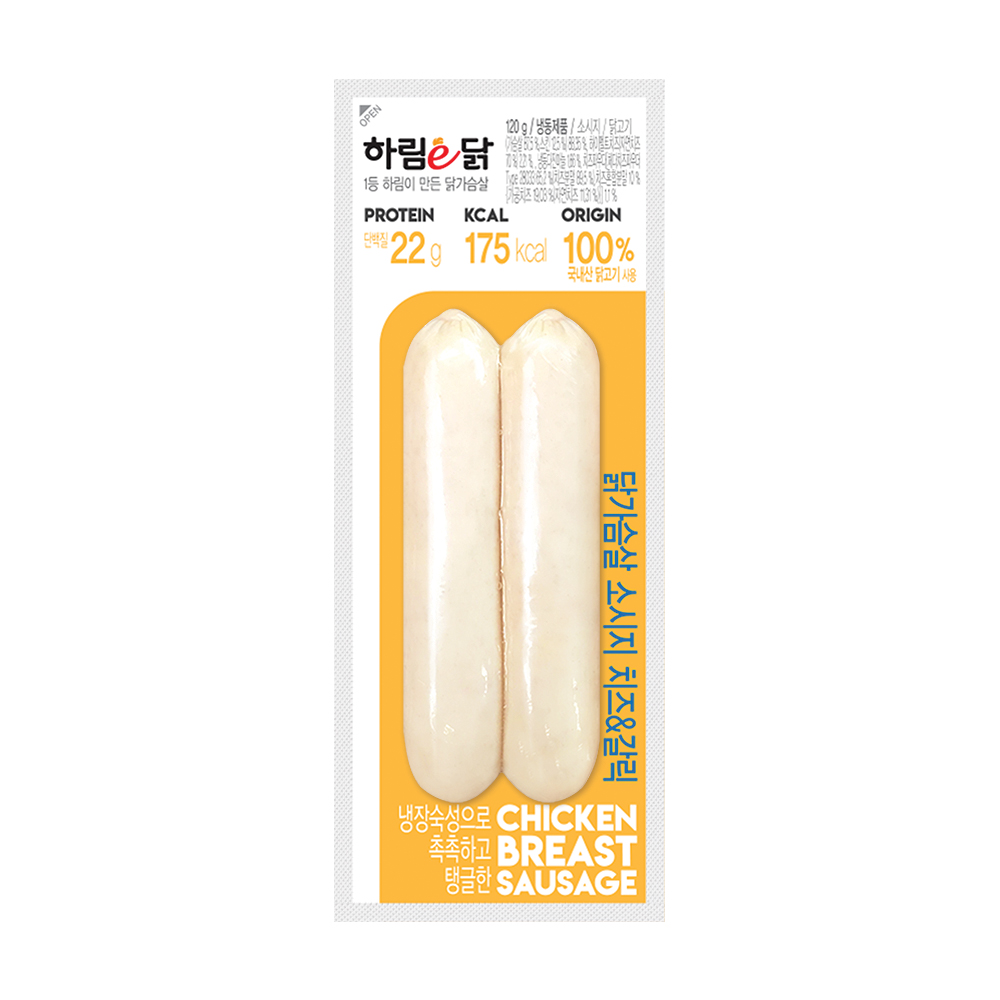 OPEN
하림e닭
1등 하림이 만든 닭가슴살
120 g / 냉동제품 / 소시지 / 닭고기
PROTEIN
단백질 22 g
KCAL
175 kcal
ORIGIN
100%
국내산 닭고기 사용
닭가슴살 소시지 치즈&갈릭
냉장숙성으로
촉촉하고
탱글한
CHICKEN
BREAST
SAUSAGE